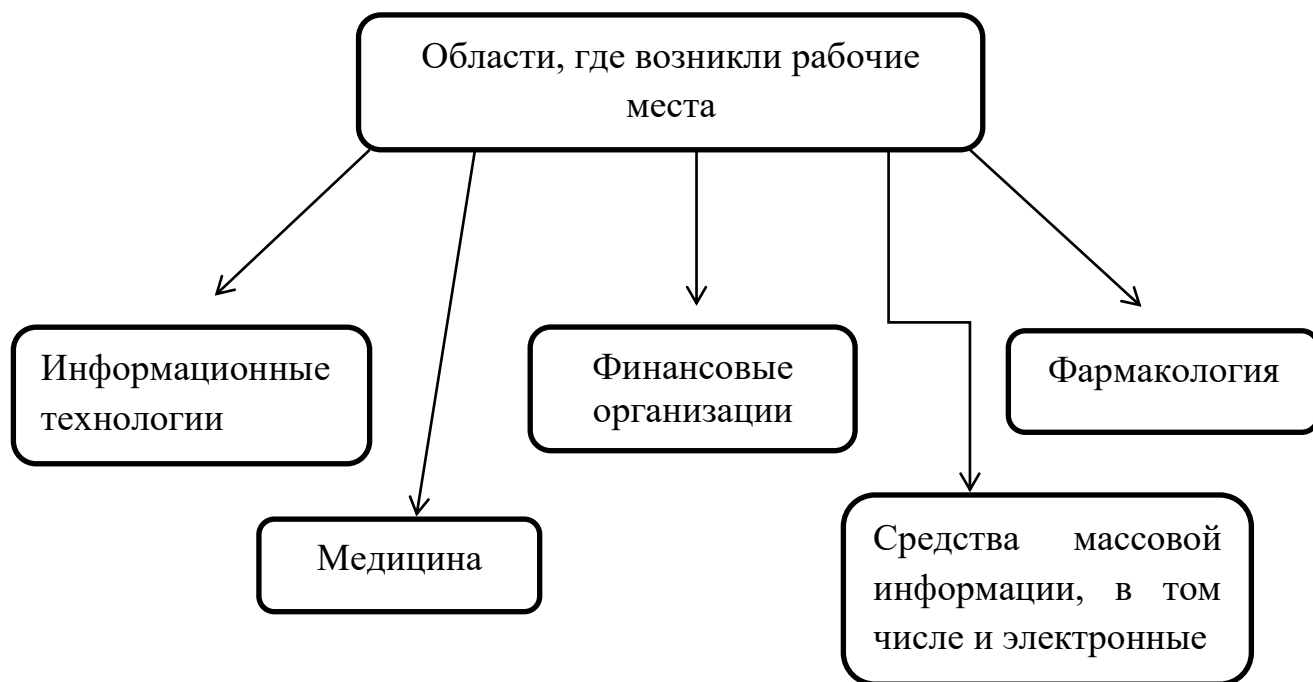 Области, где возникли рабочие
места
Информационные
технологии
Финансовые
организации
Фармакология
Медицина
Средства массовой
информации, в том
числе и электронные